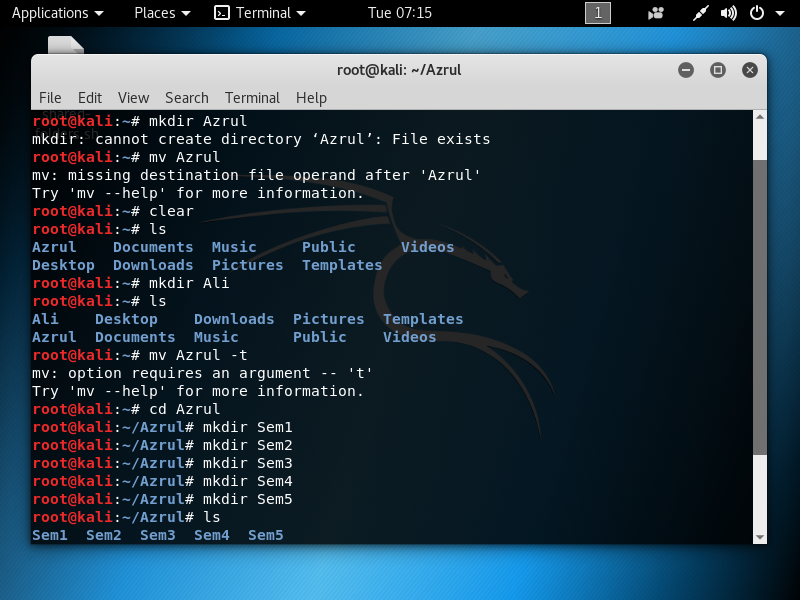 Applications Places Terminal Tue 07:15 1
root@kali: ~/Azrul
File Edit View Search Terminal Help
root@kali:~# mkdir Azrul
mkdir: cannot create directory ‘Azrul’: File exists
root@kali:~# mv Azrul
mv: missing destination file operand after 'Azrul'
Try 'mv --help' for more information.
root@kali:~# clear
root@kali:~# ls
Azrul    Documents  Music     Public     Videos
Desktop  Downloads  Pictures  Templates
root@kali:~# mkdir Ali
root@kali:~# ls
Ali    Desktop    Downloads  Pictures  Templates
Azrul  Documents  Music      Public    Videos
root@kali:~# mv Azrul -t
mv: option requires an argument -- 't'
Try 'mv --help' for more information.
root@kali:~# cd Azrul
root@kali:~/Azrul# mkdir Sem1
root@kali:~/Azrul# mkdir Sem2
root@kali:~/Azrul# mkdir Sem3
root@kali:~/Azrul# mkdir Sem4
root@kali:~/Azrul# mkdir Sem5
root@kali:~/Azrul# ls
Sem1  Sem2  Sem3  Sem4  Sem5